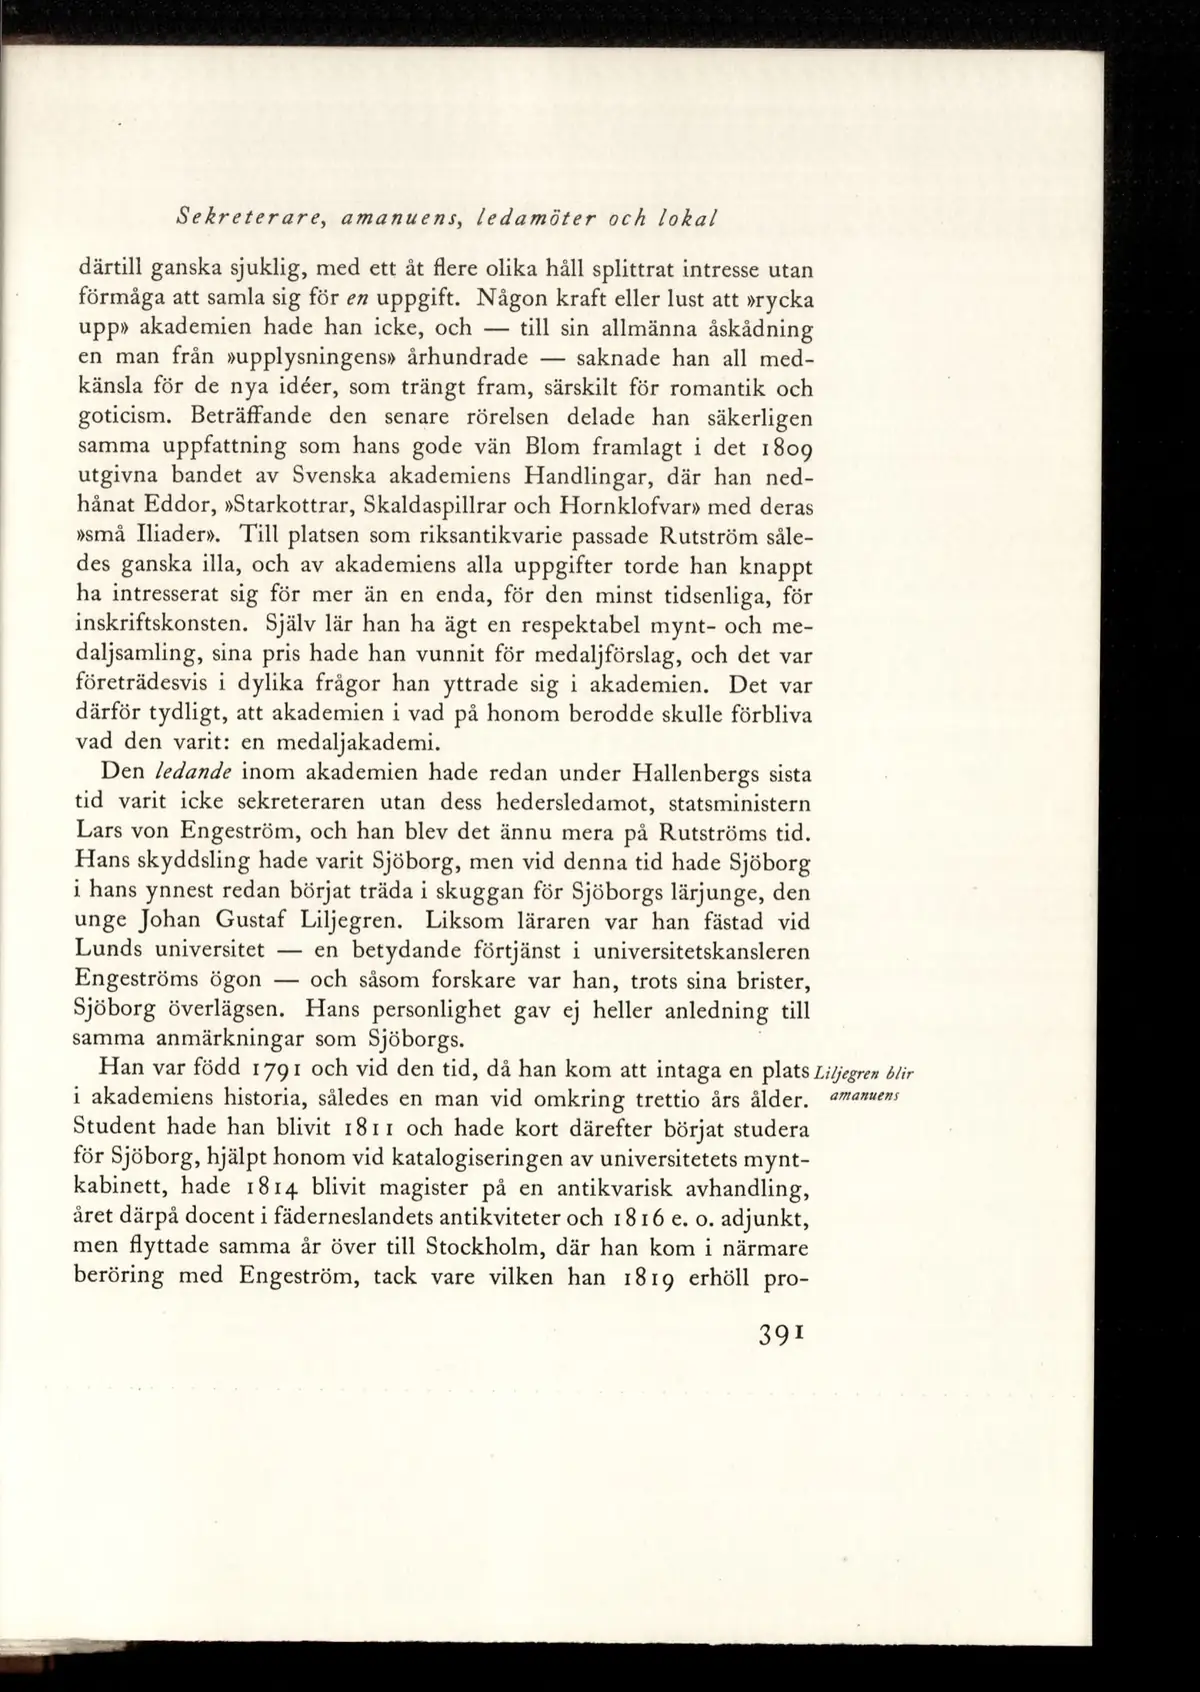 Sekreterare, amanuens, ledamöter och lokal
därtill ganska sjuklig, med ett åt flere olika håll splittrat intresse utan
förmåga att samla sig för en uppgift. Någon kraft eller lust att »rycka
upp» akademien hade han icke, och — till sin allmänna åskådning
en man från »upplysningens» århundrade — saknade han all med-
känsla för de nya idéer, som trängt fram, särskilt för romantik och
goticism. Beträffande den senare rörelsen delade han säkerligen
samma uppfattning som hans gode vän Blom framlagt i det 1809
utgivna bandet av Svenska akademiens Handlingar, där han ned-
hånat Eddor, »Starkottrar, Skaldaspillrar och Hornklofvar» med deras
»små Iliader». Till platsen som riksantikvarie passade Rutström såle-
des ganska illa, och av akademiens alla uppgifter torde han knappt
ha intresserat sig för mer än en enda, för den minst tidsenliga, för
inskriftskonsten. Själv lär han ha ägt en respektabel mynt- och me-
daljsamling, sina pris hade han vunnit för medaljförslag, och det var
företrädesvis i dylika frågor han yttrade sig i akademien. Det var
därför tydligt, att akademien i vad på honom berodde skulle förbliva
vad den varit: en medaljakademi.
Den ledande inom akademien hade redan under Hallenbergs sista
tid varit icke sekreteraren utan dess hedersledamot, statsministern
Lars von Engeström, och han blev det ännu mera på Rutströms tid.
Hans skyddsling hade varit Sjöborg, men vid denna tid hade Sjöborg
i hans ynnest redan börjat träda i skuggan för Sjöborgs lärjunge, den
unge Johan Gustaf Liljegren. Liksom läraren var han fästad vid
Lunds universitet — en betydande förtjänst i universitetskansleren
Engeströms ögon — och såsom forskare var han, trots sina brister,
Sjöborg överlägsen. Hans personlighet gav ej heller anledning till
samma anmärkningar som Sjöborgs.
Han var född 1791 och vid den tid, då han kom att intaga en plats
Liljegren blir
i akademiens historia, således en man vid omkring trettio års ålder.
amanuens
Student hade han blivit 1811 och hade kort därefter börjat studera
för Sjöborg, hjälpt honom vid katalogiseringen av universitetets mynt-
kabinett, hade 1814 blivit magister på en antikvarisk avhandling,
året därpå docent i fäderneslandets antikviteter och 1816 e. o. adjunkt,
men flyttade samma år över till Stockholm, där han kom i närmare
beröring med Engeström, tack vare vilken han 1819 erhöll pro-
391